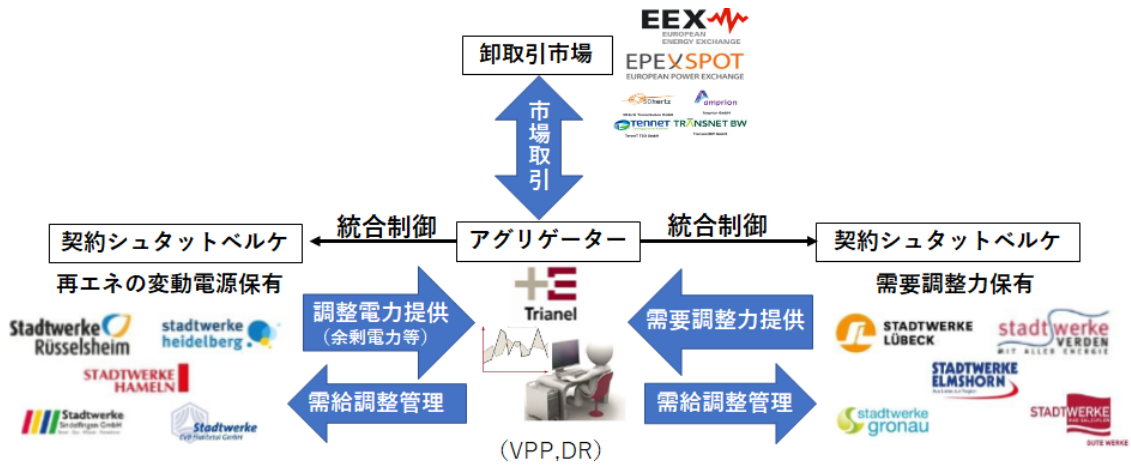 EEX
EUROPEAN
ENERGY EXCHANGE
卸取引市場
EPEXSPOT
EUROPEAN POWER EXCHANGE
50hertz
Amprion
TENNET
TRANSNET BW
市場取引
契約シュタットベルケ
統合制御
アグリゲーター
統合制御
契約シュタットベルケ
再エネの変動電源保有
需要調整力保有
Stadtwerke
Rüsselsheim
stadtwerke
heidelberg
STADTWERKE
HAMELN
Stadtwerke
Sindelfingen GmbH
Stadtwerke
調整電力提供
(余剰電力等)
需給調整管理
Trianel
(VPP,DR)
需要調整力提供
需給調整管理
STADTWERKE
LÜBECK
stadtwerke
VERDEN
MIT ALLER ENERGIE
STADTWERKE
ELMSHORN
stadtwerke
gronau
STADTWERKE
GUTE WERKE